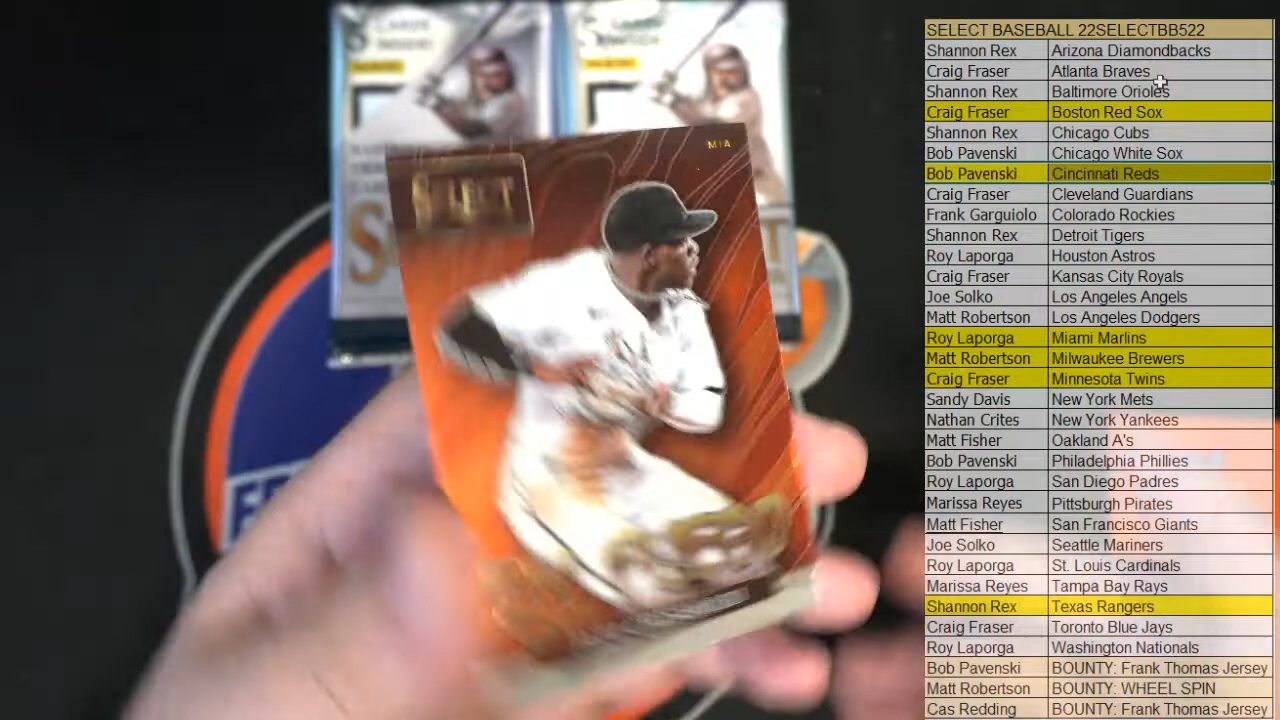 SELECT BASEBALL 22SELECTBB522
Shannon Rex Arizona Diamondbacks
Craig Fraser Atlanta Braves
Shannon Rex Baltimore Orioles
Craig Fraser Boston Red Sox
Shannon Rex Chicago Cubs
Bob Pavenski Chicago White Sox
Bob Pavenski Cincinnati Reds
Craig Fraser Cleveland Guardians
Frank Garguiolo Colorado Rockies
Shannon Rex Detroit Tigers
Roy Laporga Houston Astros
Craig Fraser Kansas City Royals
Joe Solko Los Angeles Angels
Matt Robertson Los Angeles Dodgers
Roy Laporga Miami Marlins
Matt Robertson Milwaukee Brewers
Craig Fraser Minnesota Twins
Sandy Davis New York Mets
Nathan Crites New York Yankees
Matt Fisher Oakland A's
Bob Pavenski Philadelphia Phillies
Roy Laporga San Diego Padres
Marissa Reyes Pittsburgh Pirates
Matt Fisher San Francisco Giants
Joe Solko Seattle Mariners
Roy Laporga St. Louis Cardinals
Marissa Reyes Tampa Bay Rays
Shannon Rex Texas Rangers
Craig Fraser Toronto Blue Jays
Roy Laporga Washington Nationals
Bob Pavenski BOUNTY: Frank Thomas Jersey
Matt Robertson BOUNTY: WHEEL SPIN
Cas Redding BOUNTY: Frank Thomas Jersey
MIA
SELECT